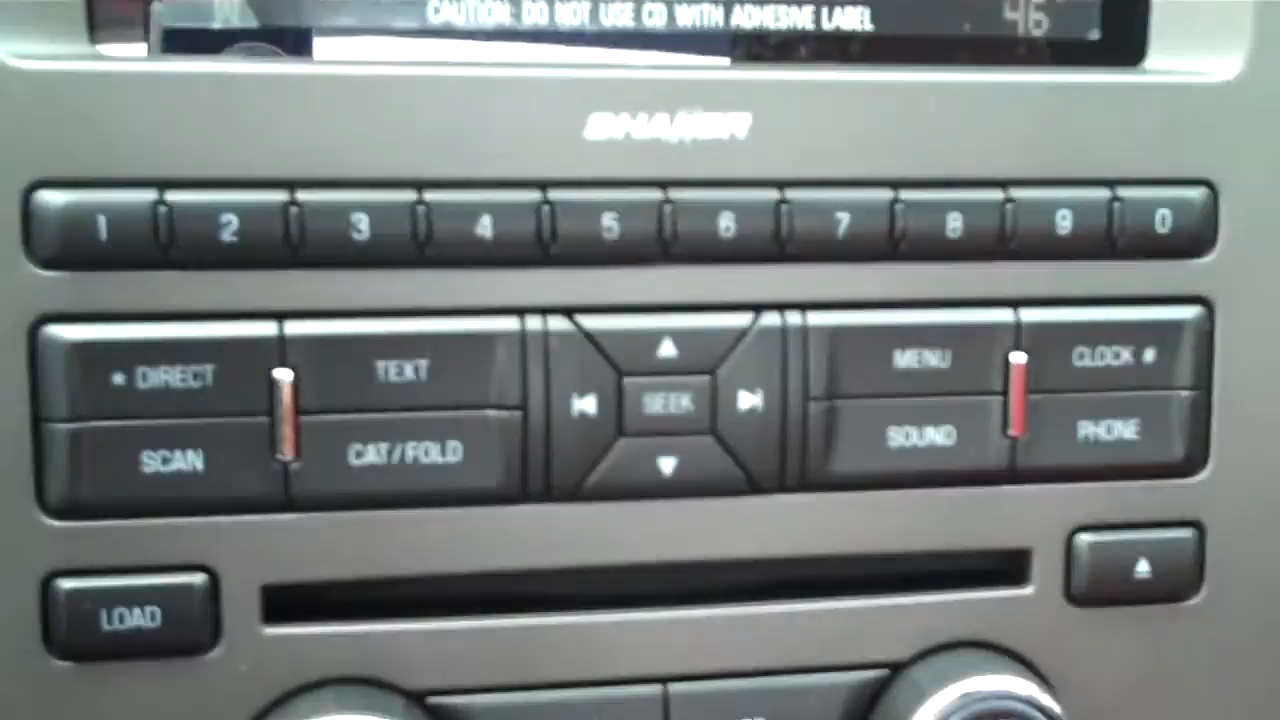 CAUTION: DO NOT USE CD WITH ADHESIVE LABEL
46
SHAKER
1 2 3 4 5 6 7 8 9 0
* DIRECT TEXT MENU CLOCK #
SEEK
SCAN CAT/FOLD SOUND PHONE
LOAD